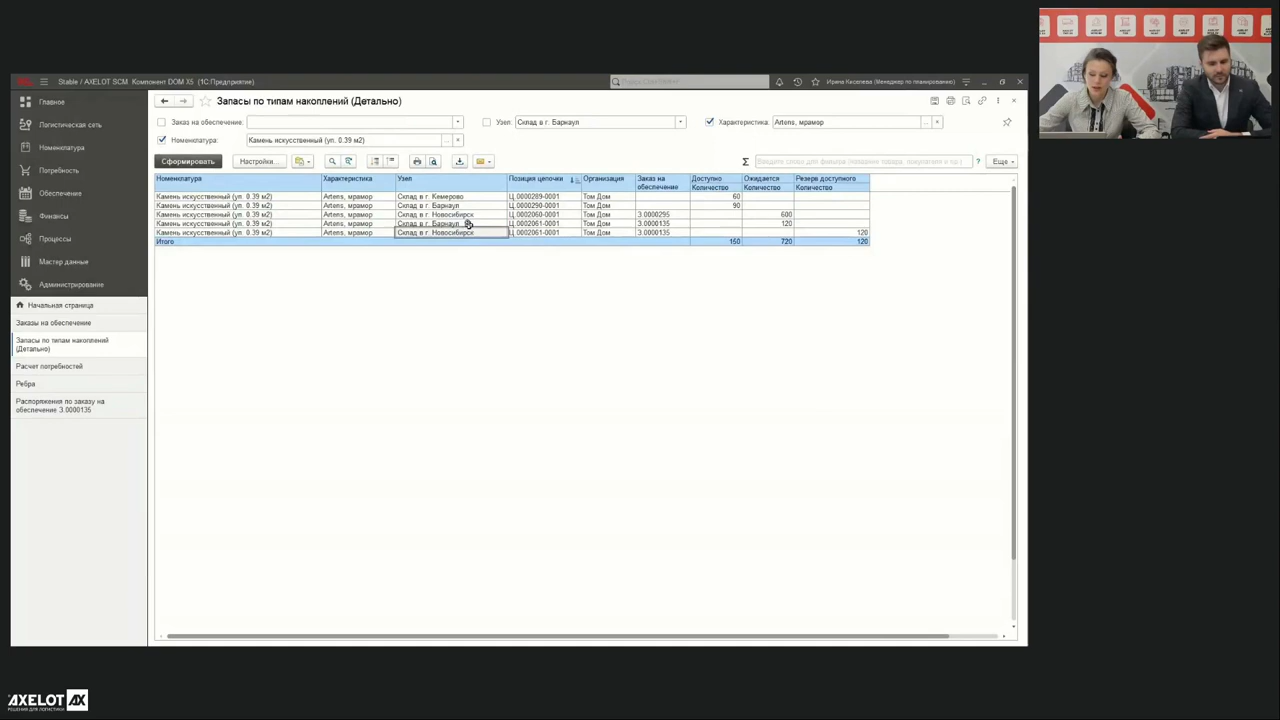 Stable / AXELOT SCM. Компонент DOM X5 (1С:Предприятие)
Ирина Киселева (Менеджер по планированию)
Главное
Логистическая сеть
Номенклатура
Потребность
Обеспечение
Финансы
Процессы
Мастер данные
Администрирование
Начальная страница
Заказы на обеспечение
Запасы по типам накоплений
(Детально)
Расчет потребностей
Ребра
Распоряжения по заказу на
обеспечение З.0000135
Запасы по типам накоплений (Детально)
Заказ на обеспечение:
Узел: Склад в г. Барнаул
Характеристика: Artens, мрамор
Номенклатура: Камень искусственный (уп. 0.39 м2)
Сформировать Настройки... Еще
Номенклатура Характеристика Узел Позиция цепочки Организация Заказ на обеспечение Доступно Ожидается Резерв доступного
Количество Количество Количество
Камень искусственный (уп. 0.39 м2) Artens, мрамор Склад в г. Кемерово Ц.0000289-0001 Том Дом 60
Камень искусственный (уп. 0.39 м2) Artens, мрамор Склад в г. Барнаул Ц.0000290-0001 Том Дом 90
Камень искусственный (уп. 0.39 м2) Artens, мрамор Склад в г. Новосибирск Ц.0002060-0001 Том Дом З.0000295 600
Камень искусственный (уп. 0.39 м2) Artens, мрамор Склад в г. Барнаул Ц.0002061-0001 Том Дом З.0000135 120
Камень искусственный (уп. 0.39 м2) Artens, мрамор Склад в г. Новосибирск Ц.0002061-0001 Том Дом З.0000135 120
Итого 150 720 120
AXELOT AX
РЕШЕНИЯ ДЛЯ ЛОГИСТИКИ